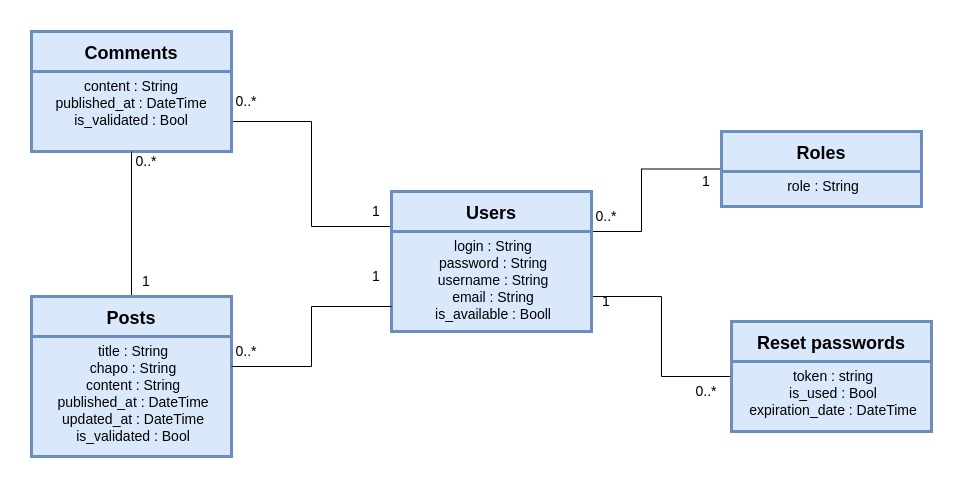 Comments
content : String
published_at : DateTime
is_validated : Bool
0..*
0..*
1
Posts
title : String
chapo : String
content : String
published_at : DateTime
updated_at : DateTime
is_validated : Bool
0..*
1
1
Users
login : String
password : String
username : String
email : String
is_available : Booll
0..*
1
Roles
role : String
1
0..*
Reset passwords
token : string
is_used : Bool
expiration_date : DateTime